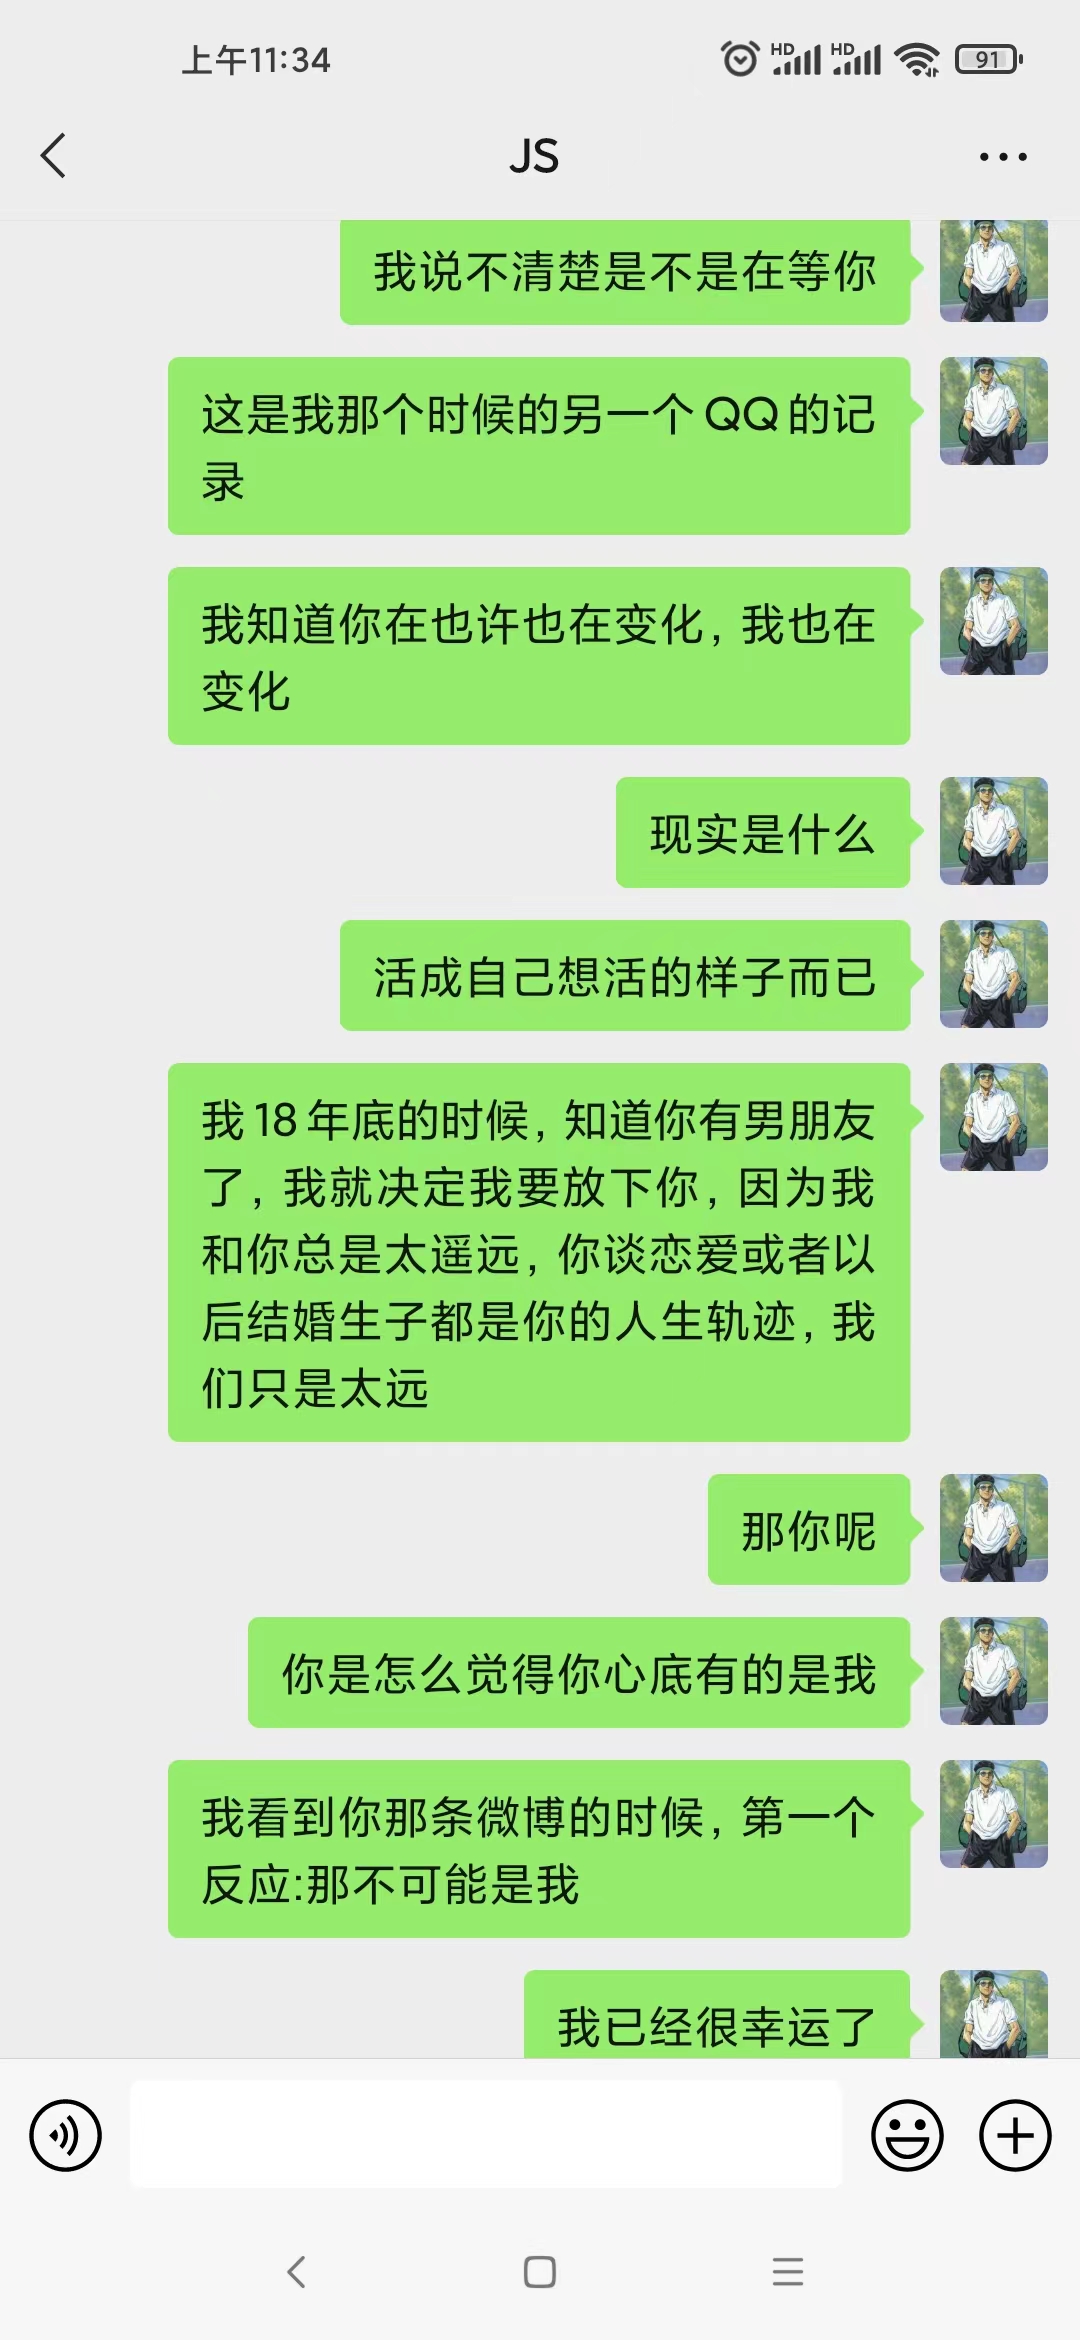 上午11:34
HD
HD
91
JS
我说不清楚是不是在等你
这是我那个时候的另一个QQ的记
录
我知道你在也许也在变化, 我也在
变化
现实是什么
活成自己想活的样子而已
我18年底的时候, 知道你有男朋友
了, 我就决定我要放下你, 因为我
和你总是太遥远, 你谈恋爱或者以
后结婚生子都是你的人生轨迹, 我
们只是太远
那你呢
你是怎么觉得你心底有的是我
我看到你那条微博的时候, 第一个
反应:那不可能是我
我已经很幸运了